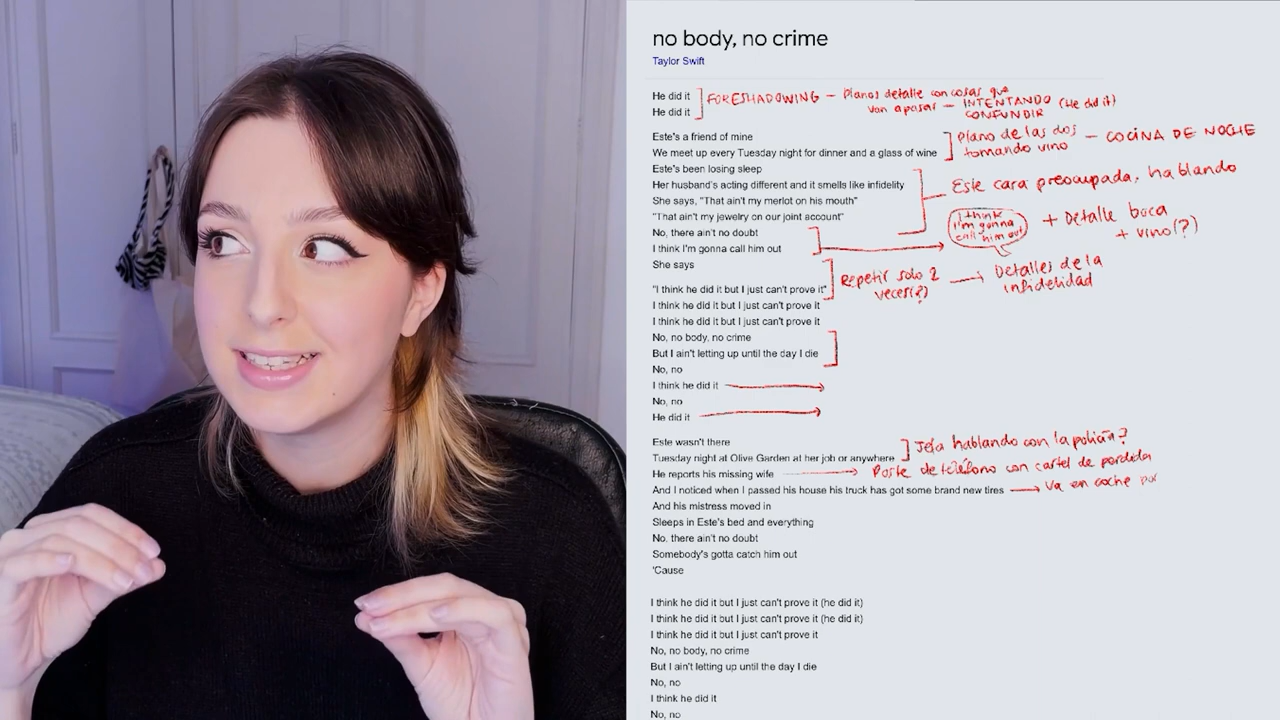 no body, no crime
Taylor Swift
He did it
He did it
FORESHADOWING - Planos detalle con cosas que
van a pasar - INTENTANDO (He did it)
CONFUNDIR
Este's a friend of mine
We meet up every Tuesday night for dinner and a glass of wine
Plano de las dos - COCINA DE NOCHE
tomando vino
Este's been losing sleep
Her husband's acting different and it smells like infidelity
She says, "That ain't my merlot on his mouth"
"That ain't my jewelry on our joint account"
No, there ain't no doubt
I think I'm gonna call him out
Este cara preocupada, hablando
I think
I'm gonna
call him out
+ Detalle boca
+ vino(?)
She says
"I think he did it but I just can't prove it"
I think he did it but I just can't prove it
I think he did it but I just can't prove it
Repetir solo 2
veces(?)
Detalles de la
infidelidad
No, no body, no crime
But I ain't letting up until the day I die
No, no
I think he did it
No, no
He did it
Este wasn't there
Tuesday night at Olive Garden at her job or anywhere
Jefa hablando con la policía?
He reports his missing wife
Poste de teléfono con cartel de perdida
And I noticed when I passed his house his truck has got some brand new tires
Va en coche por
And his mistress moved in
Sleeps in Este's bed and everything
No, there ain't no doubt
Somebody's gotta catch him out
'Cause
I think he did it but I just can't prove it (he did it)
I think he did it but I just can't prove it (he did it)
I think he did it but I just can't prove it
No, no body, no crime
But I ain't letting up until the day I die
No, no
I think he did it
No, no